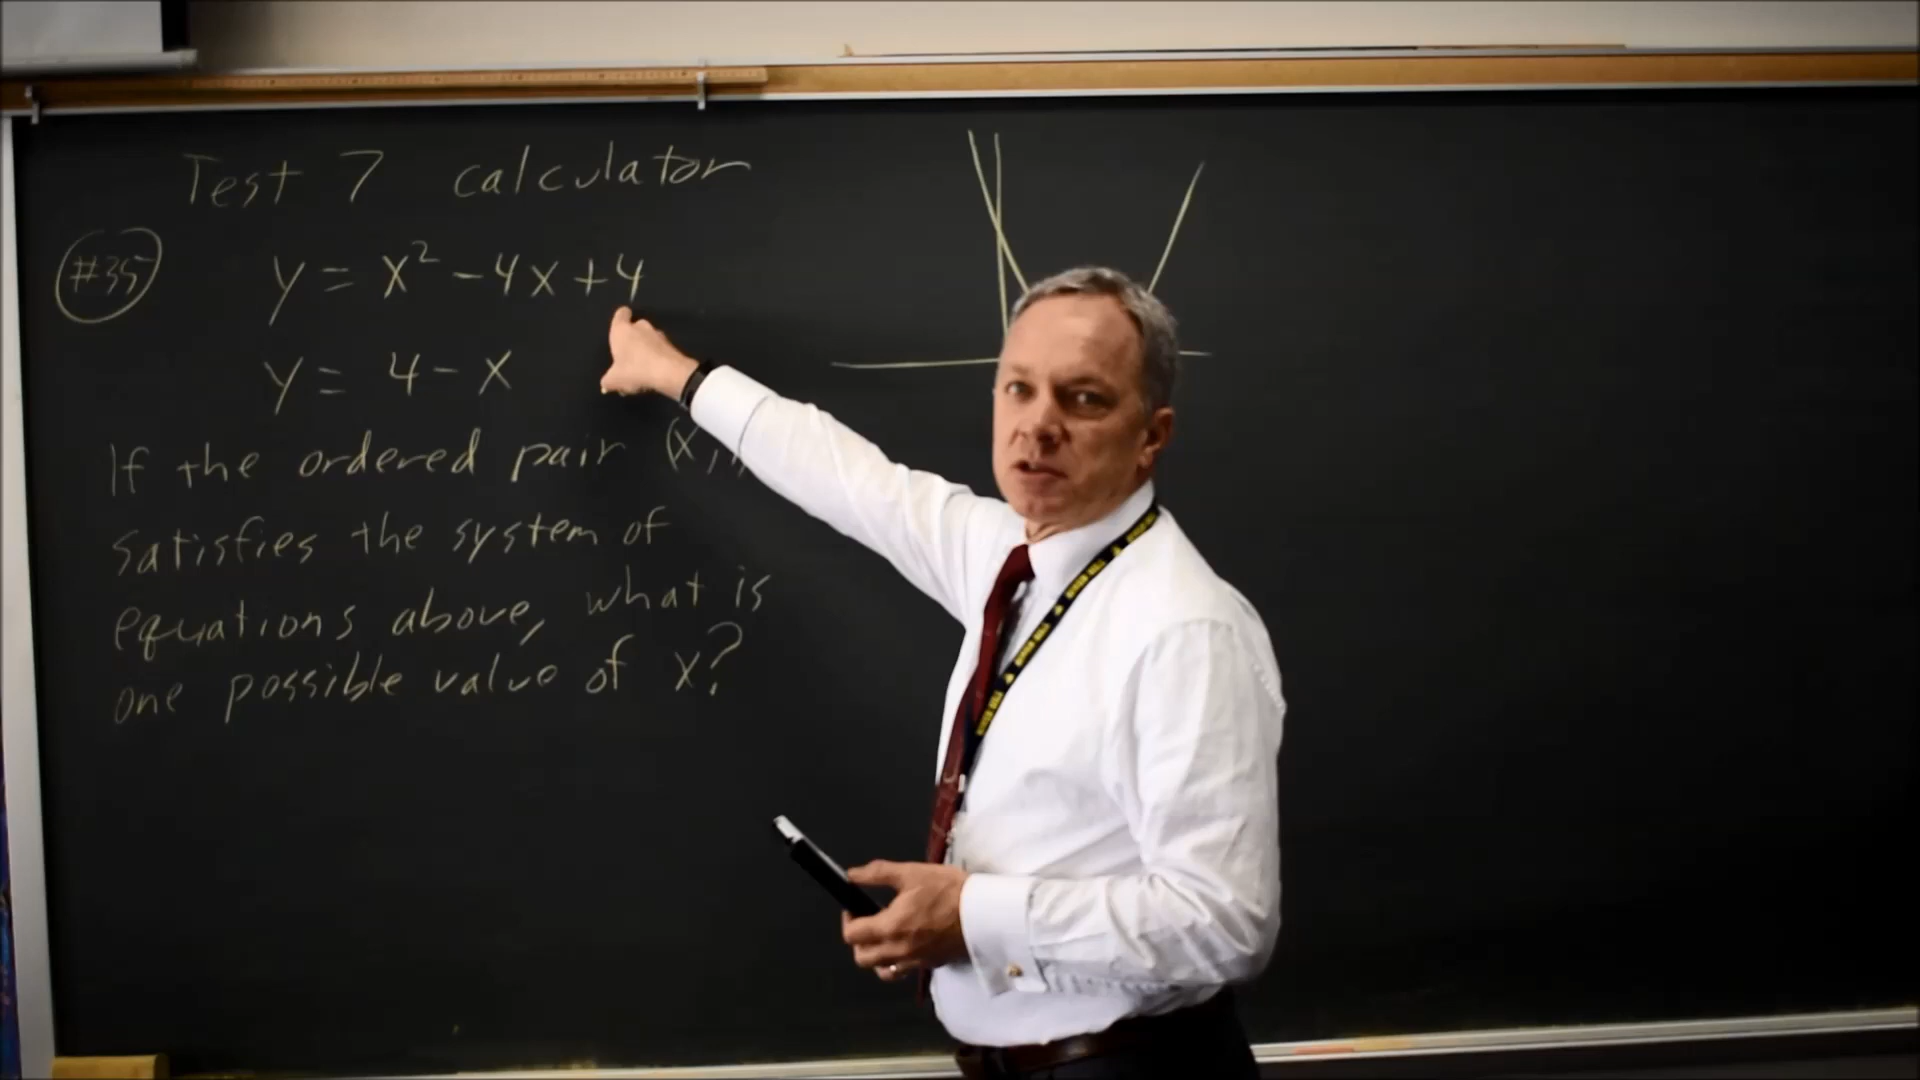 Test 7 calculator
#35
y = x² - 4x + 4
y = 4 - x
If the ordered pair (x,
satisfies the system of
equations above, what is
one possible value of x?